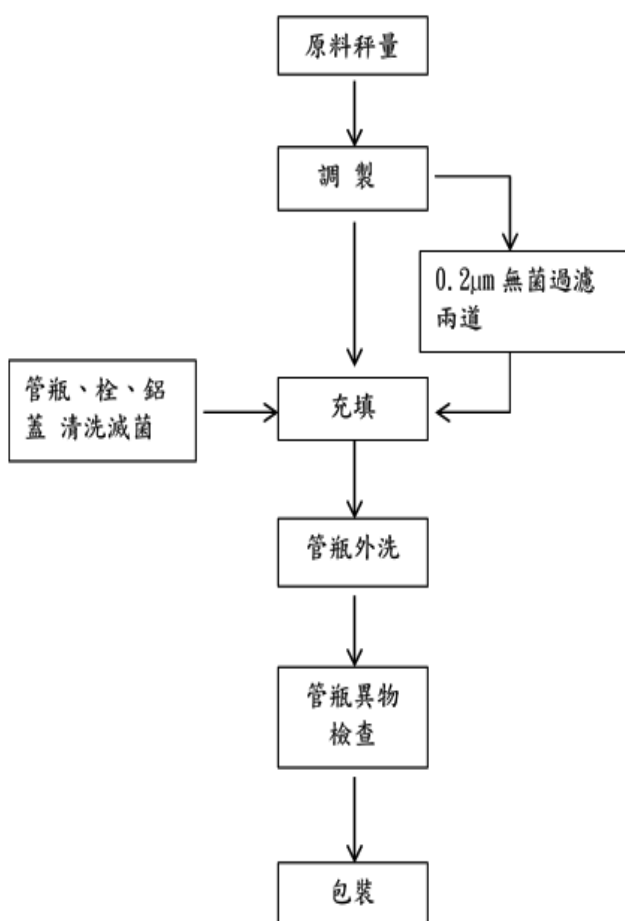 原料秤量
調 製
0.2μm 無菌過濾
兩道
管瓶、栓、鋁
蓋 清洗滅菌
充填
管瓶外洗
管瓶異物
檢查
包裝